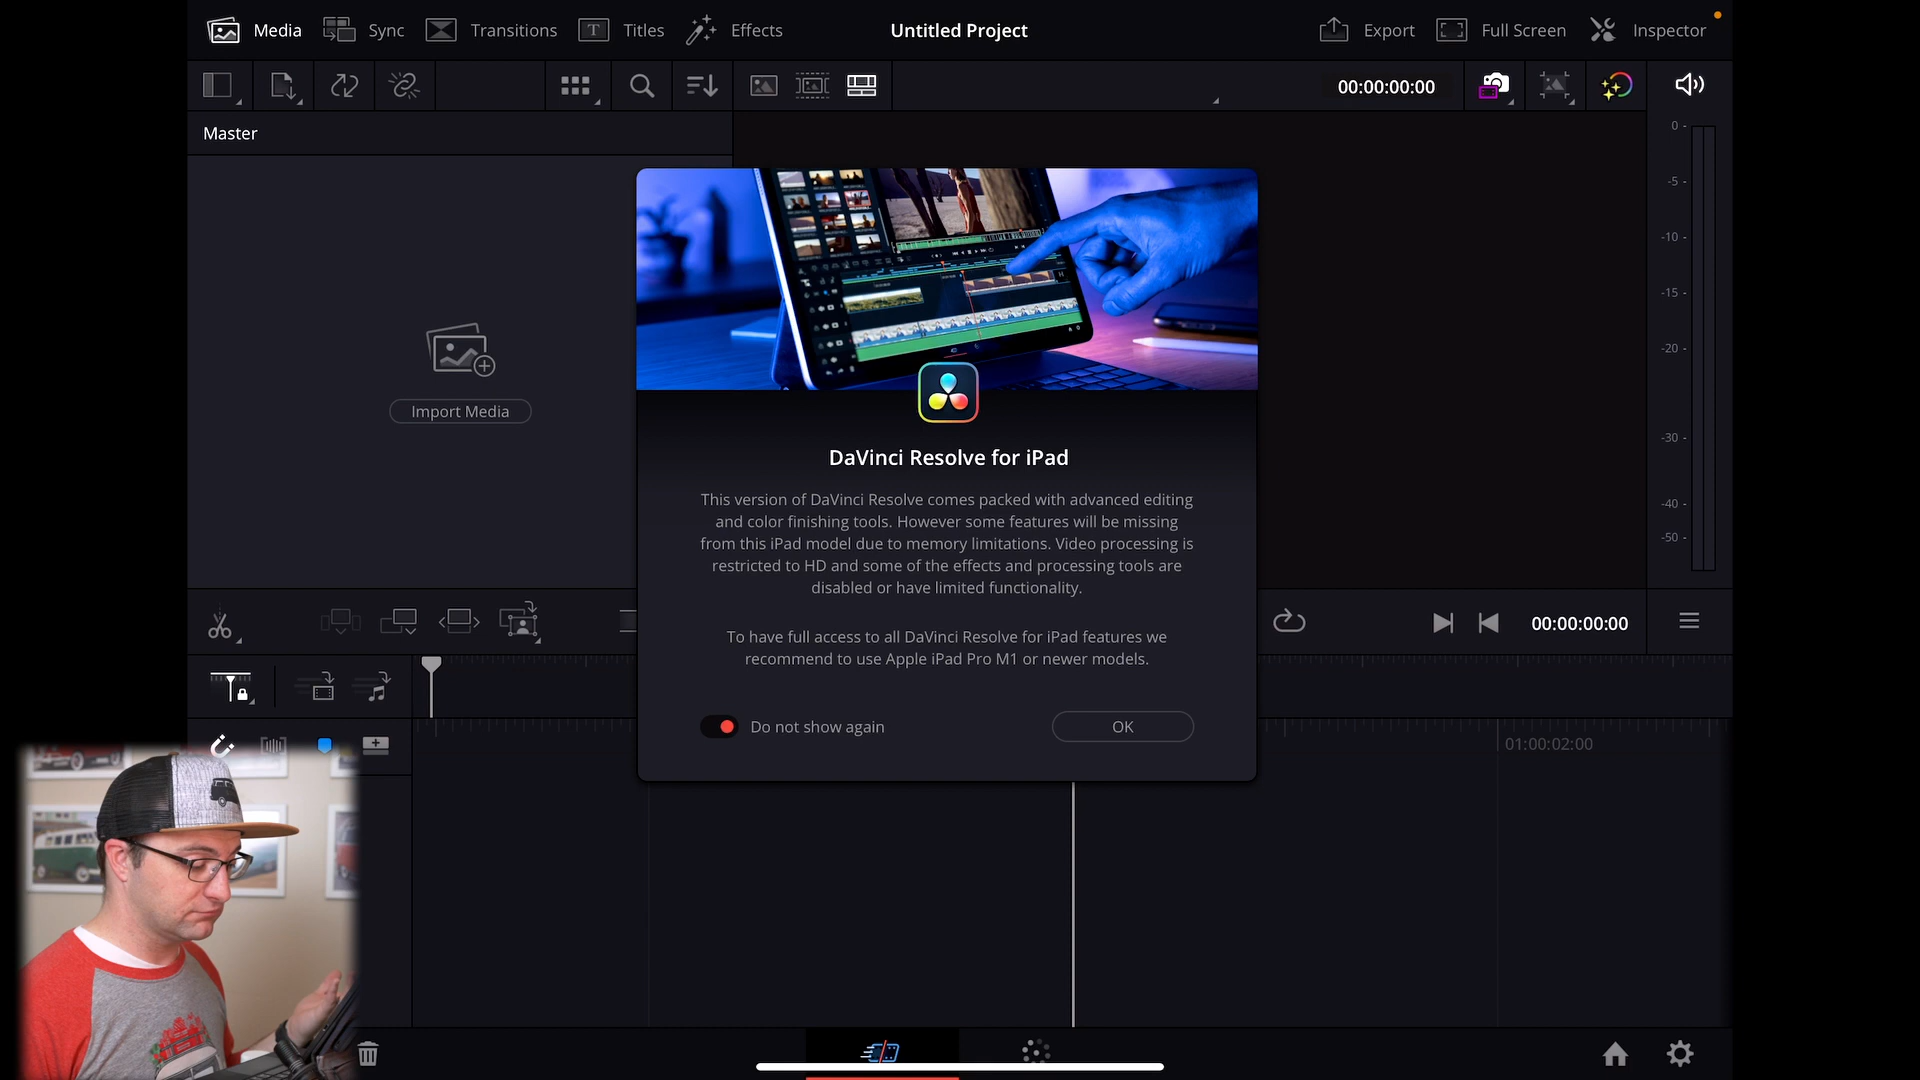 Media
Sync
Transitions
Titles
Effects
Untitled Project
Export
Full Screen
Inspector
00:00:00:00
Master
0 -
-5 -
-10 -
-15 -
-20 -
-30 -
-40 -
-50 -
Import Media
DaVinci Resolve for iPad
This version of DaVinci Resolve comes packed with advanced editing
and color finishing tools. However some features will be missing
from this iPad model due to memory limitations. Video processing is
restricted to HD and some of the effects and processing tools are
disabled or have limited functionality.
To have full access to all DaVinci Resolve for iPad features we
recommend to use Apple iPad Pro M1 or newer models.
Do not show again
OK
00:00:00:00
01:00:02:00